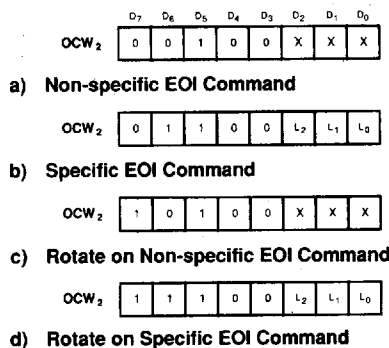 D7 D6 D5 D4 D3 D2 D1 D0
OCW2 0 0 1 0 0 X X X
a) Non-specific EOI Command
OCW2 0 1 1 0 0 L2 L1 L0
b) Specific EOI Command
OCW2 1 0 1 0 0 X X X
c) Rotate on Non-specific EOI Command
OCW2 1 1 1 0 0 L2 L1 L0
d) Rotate on Specific EOI Command